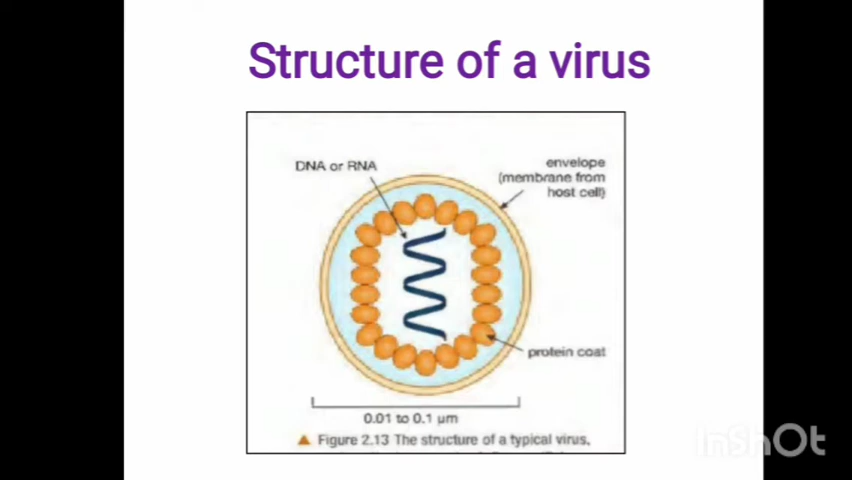 Structure of a virus
DNA or RNA
envelope
(membrane from
host cell)
protein coat
0.01 to 0.1 µm
Figure 2.13 The structure of a typical virus,
InShOt